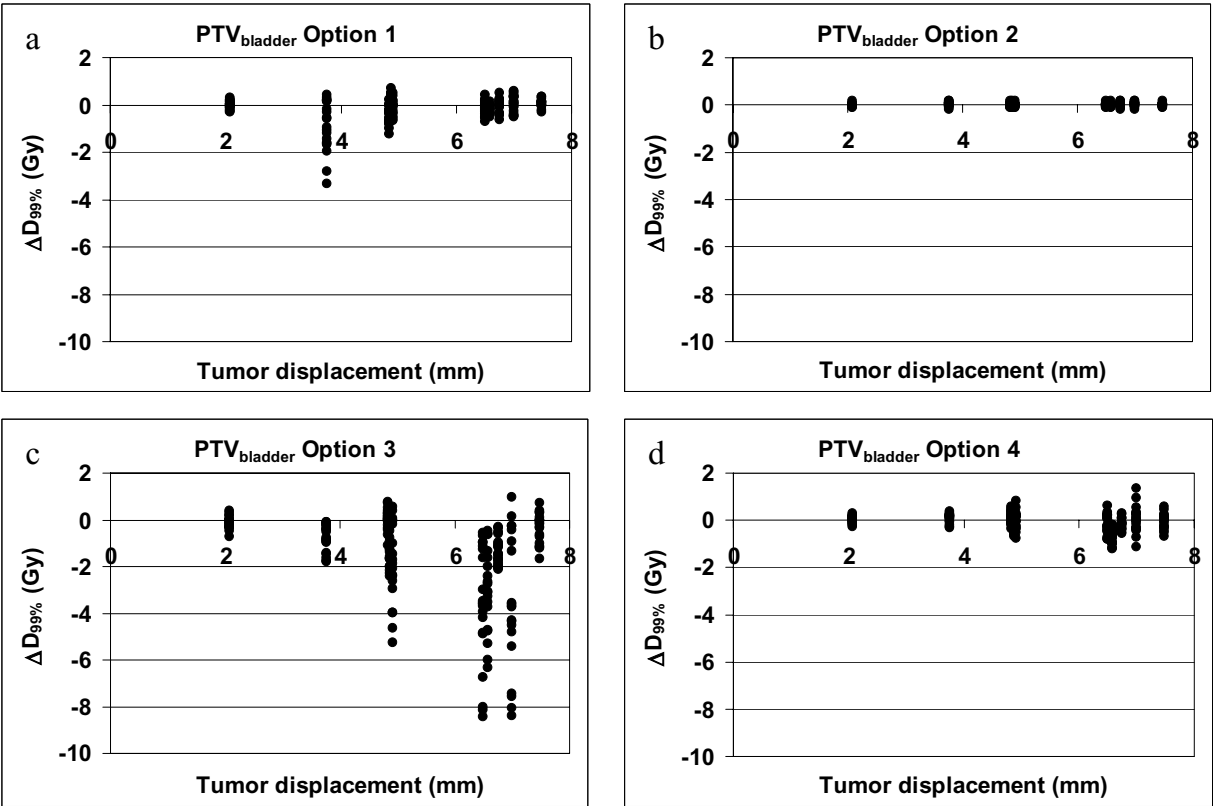 a
PTVbladder Option 1
2
0
-2
-4
-6
-8
-10
0 2 4 6 8
ΔD99% (Gy)
Tumor displacement (mm)
b
PTVbladder Option 2
2
0
-2
-4
-6
-8
-10
0 2 4 6 8
ΔD99% (Gy)
Tumor displacement (mm)
c
PTVbladder Option 3
2
0
-2
-4
-6
-8
-10
0 2 4 6 8
ΔD99% (Gy)
Tumor displacement (mm)
d
PTVbladder Option 4
2
0
-2
-4
-6
-8
-10
0 2 4 6 8
ΔD99% (Gy)
Tumor displacement (mm)